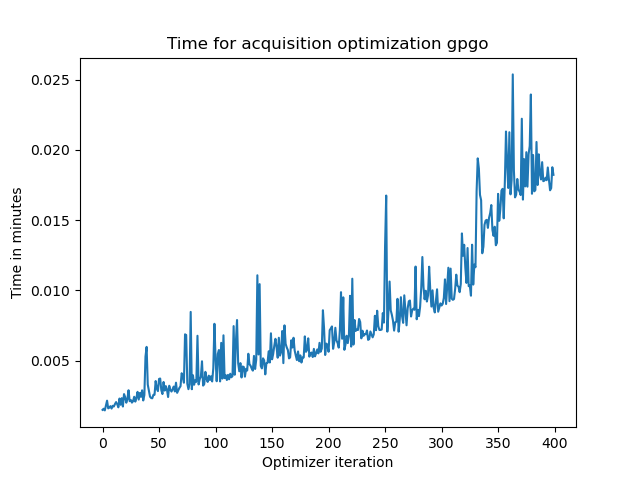 Time for acquisition optimization gpgo
0.025
0.020
0.015
0.010
0.005
Time in minutes
0 50 100 150 200 250 300 350 400
Optimizer iteration